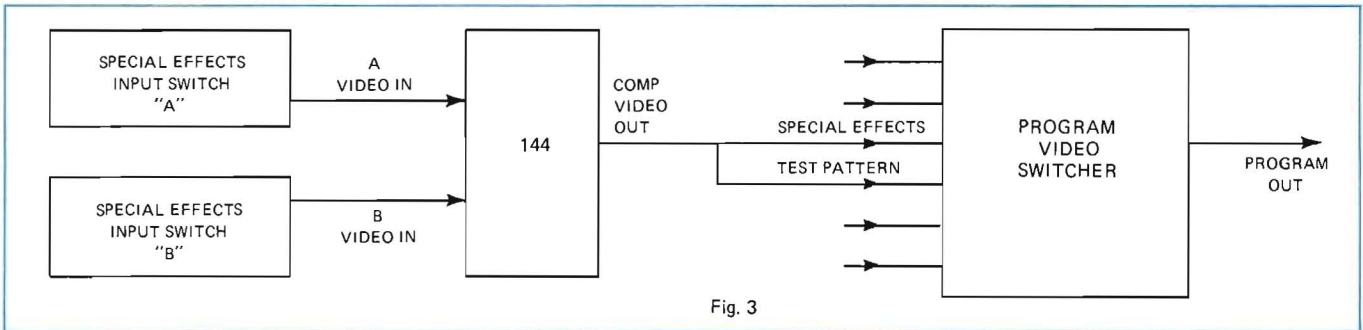 SPECIAL EFFECTS
INPUT SWITCH
"A"
A
VIDEO IN
SPECIAL EFFECTS
INPUT SWITCH
"B"
B
VIDEO IN
144
COMP
VIDEO
OUT
SPECIAL EFFECTS
TEST PATTERN
PROGRAM
VIDEO
SWITCHER
PROGRAM
OUT
Fig. 3